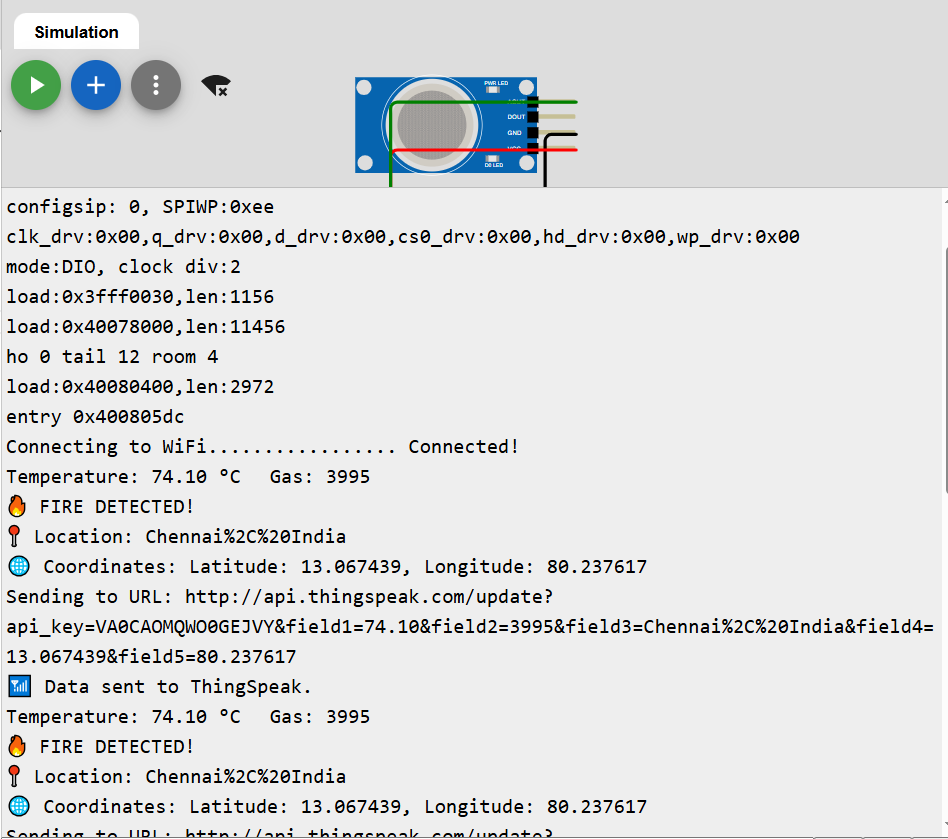 Simulation
PWR LED
DOUT
GND
VCC
D0 LED
configsip: 0, SPIWP:0xee
clk_drv:0x00,q_drv:0x00,d_drv:0x00,cs0_drv:0x00,hd_drv:0x00,wp_drv:0x00
mode:DIO, clock div:2
load:0x3fff0030,len:1156
load:0x40078000,len:11456
ho 0 tail 12 room 4
load:0x40080400,len:2972
entry 0x400805dc
Connecting to WiFi................. Connected!
Temperature: 74.10 °C  Gas: 3995
🔥 FIRE DETECTED!
📍 Location: Chennai%2C%20India
🌐 Coordinates: Latitude: 13.067439, Longitude: 80.237617
Sending to URL: http://api.thingspeak.com/update?
api_key=VA0CAOMQWO0GEJVY&field1=74.10&field2=3995&field3=Chennai%2C%20India&field4=
13.067439&field5=80.237617
📶 Data sent to ThingSpeak.
Temperature: 74.10 °C  Gas: 3995
🔥 FIRE DETECTED!
📍 Location: Chennai%2C%20India
🌐 Coordinates: Latitude: 13.067439, Longitude: 80.237617
Sending to URL: http://api.thingspeak.com/update?